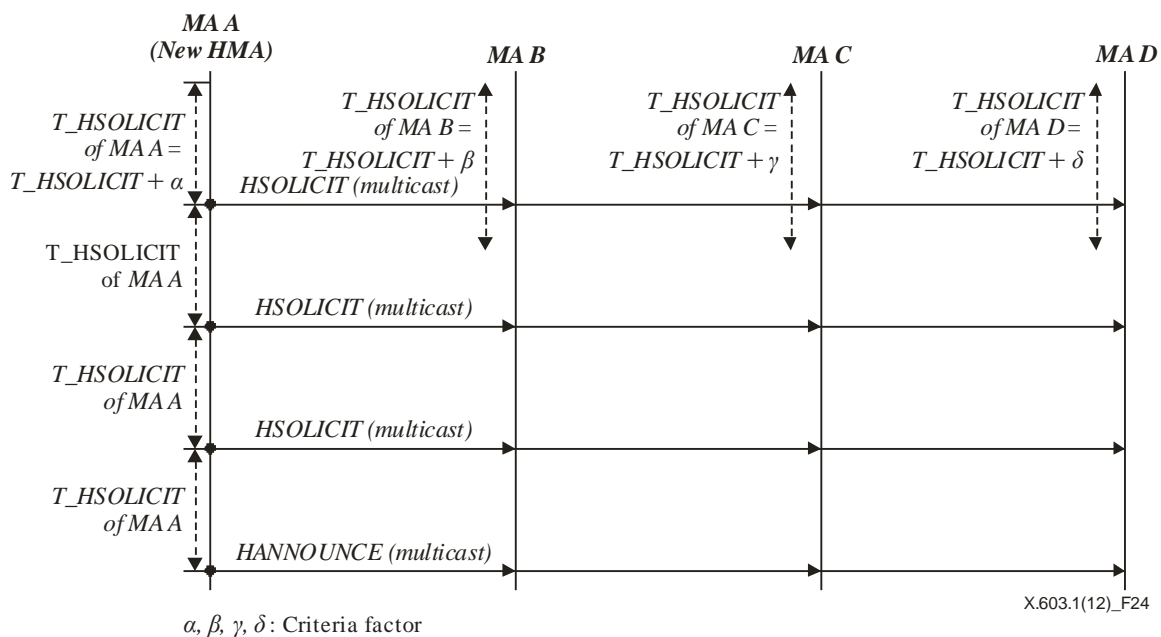 MA A
(New HMA)
MA B
MA C
MA D
T_HSOLICIT
of MA A =
T_HSOLICIT + α
T_HSOLICIT
of MA B =
T_HSOLICIT + β
T_HSOLICIT
of MA C =
T_HSOLICIT + γ
T_HSOLICIT
of MA D =
T_HSOLICIT + δ
HSOLICIT (multicast)
T_HSOLICIT
of MA A
HSOLICIT (multicast)
T_HSOLICIT
of MA A
HSOLICIT (multicast)
T_HSOLICIT
of MA A
HANNOUNCE (multicast)
X.603.1(12)_F24
α, β, γ, δ : Criteria factor